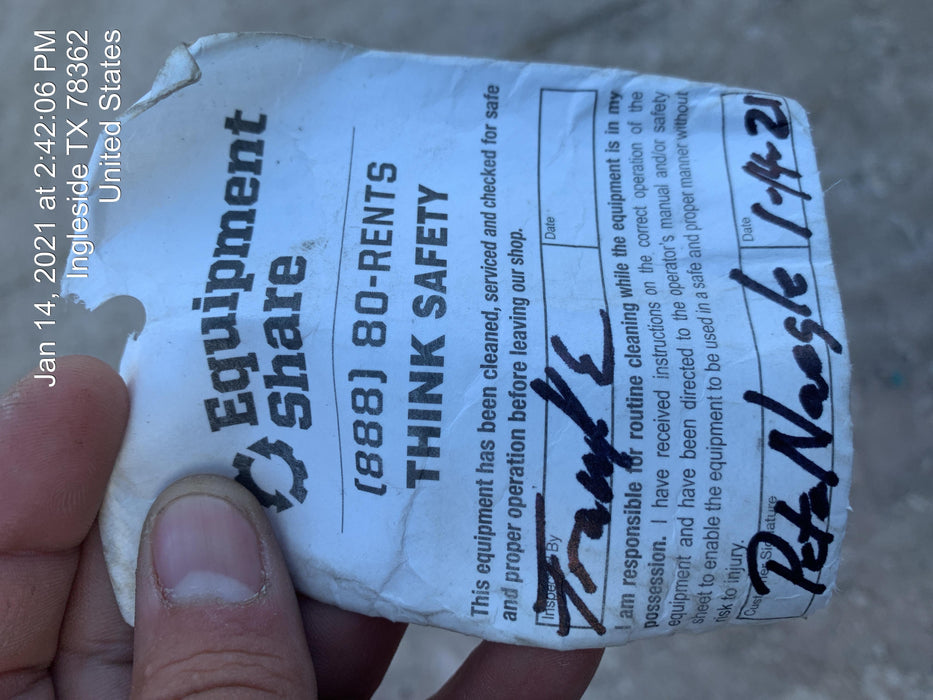 Jan 14, 2021 at 2:42:06 PM
Ingleside TX 78362
United States
Equipment
Share
(888) 80-RENTS
THINK SAFETY
This equipment has been cleaned, serviced and checked for safe
and proper operation before leaving our shop.
By
Date
I am responsible for routine cleaning while the equipment is in my
possession. I have received instructions on the correct operation of the
equipment and have been directed to the operator's manual and/or safety
sheet to enable the equipment to be used in a safe and proper manner without
risk to injury.
Date
Pete Naegle 1-14-21